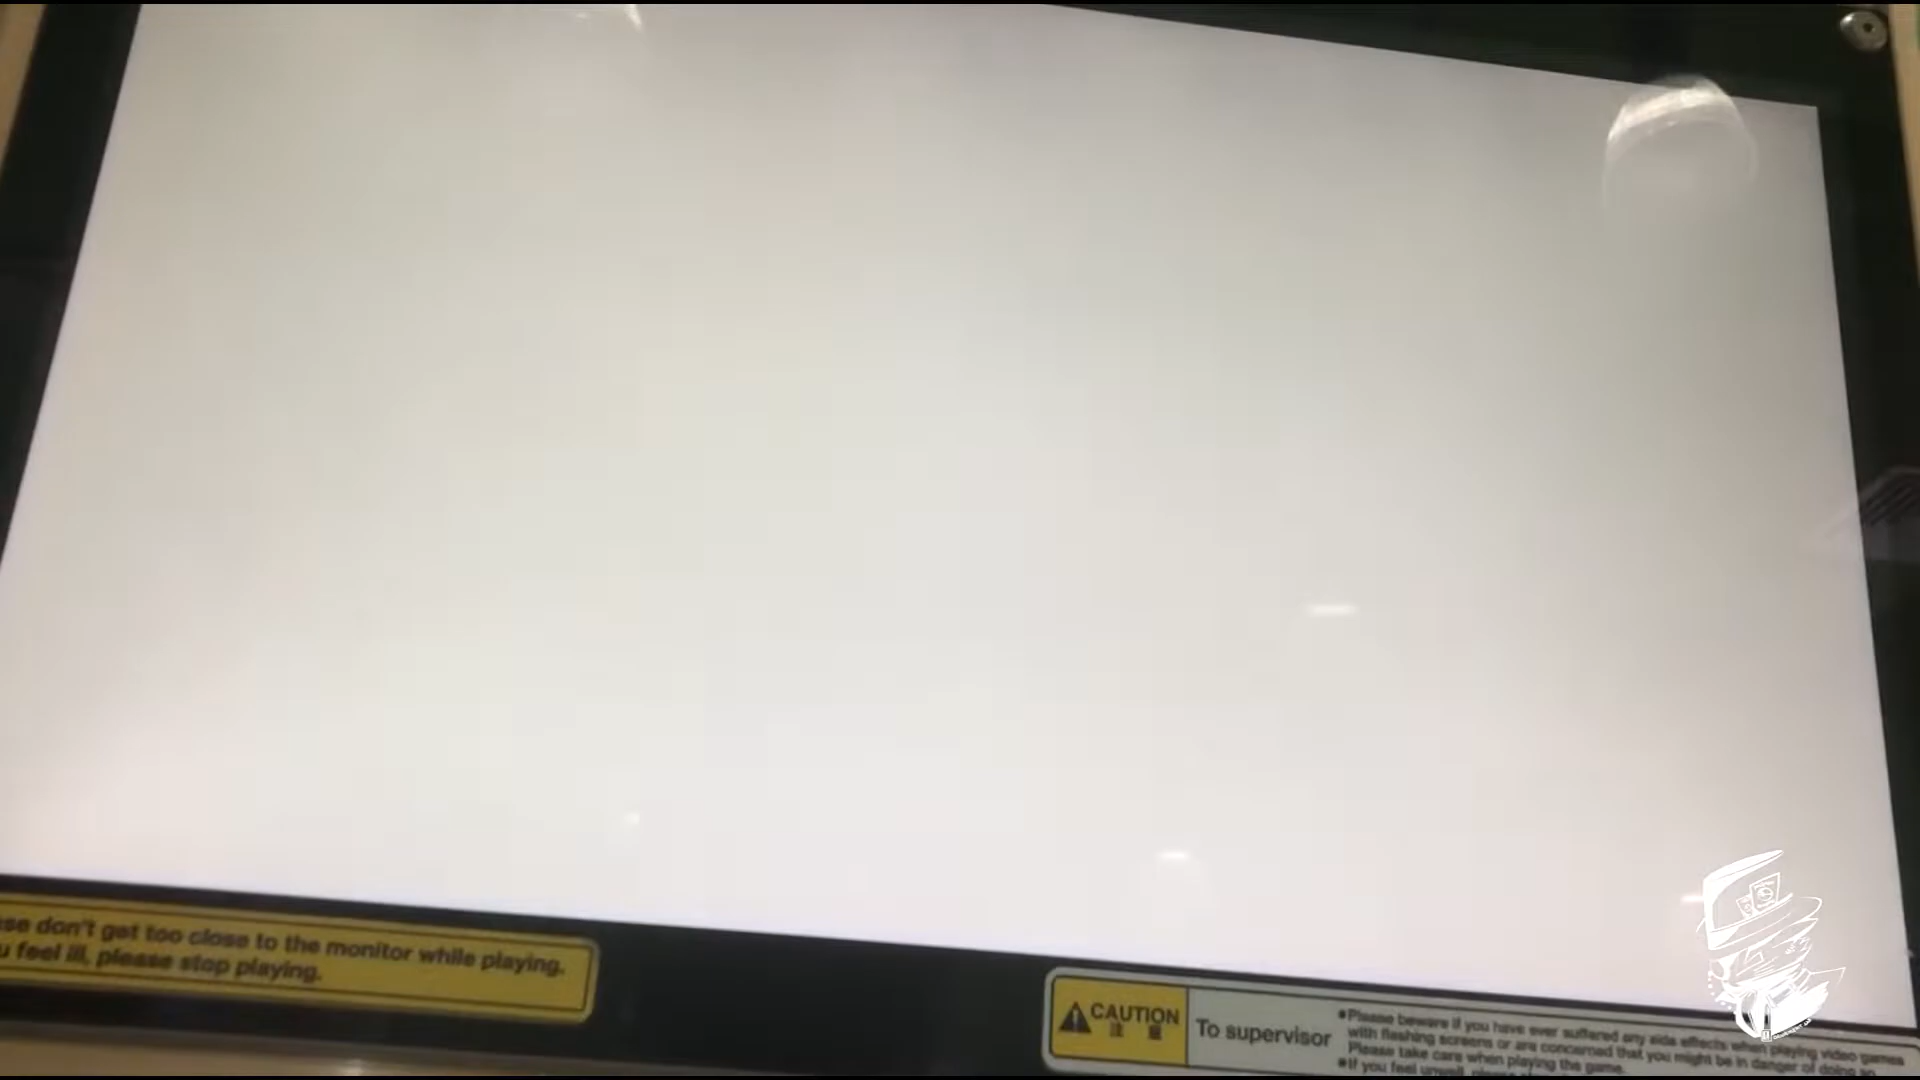 don't get too close to the monitor while playing.
feel ill, please stop playing.
CAUTION
注 意
To supervisor
●Please beware if you have ever suffered any side effects when playing video games
with flashing screens or are concerned that you might be in danger of doing so.
Please take care when playing the game.
●If you feel unwell, please